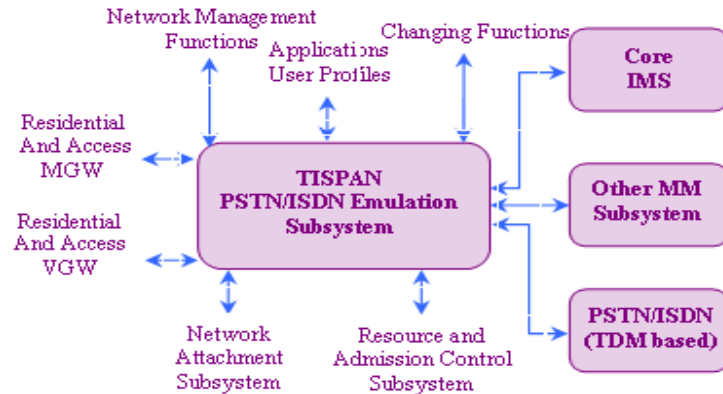 Network Management
Functions
Applications
User Profiles
Changing Functions
Core
IMS
Residential
And Access
MGW
TISPAN
PSTN/ISDN Emulation
Subsystem
Other MM
Subsystem
Residential
And Access
VGW
PSTN/ISDN
(TDM based)
Network
Attachment
Subsystem
Resource and
Admission Control
Subsystem